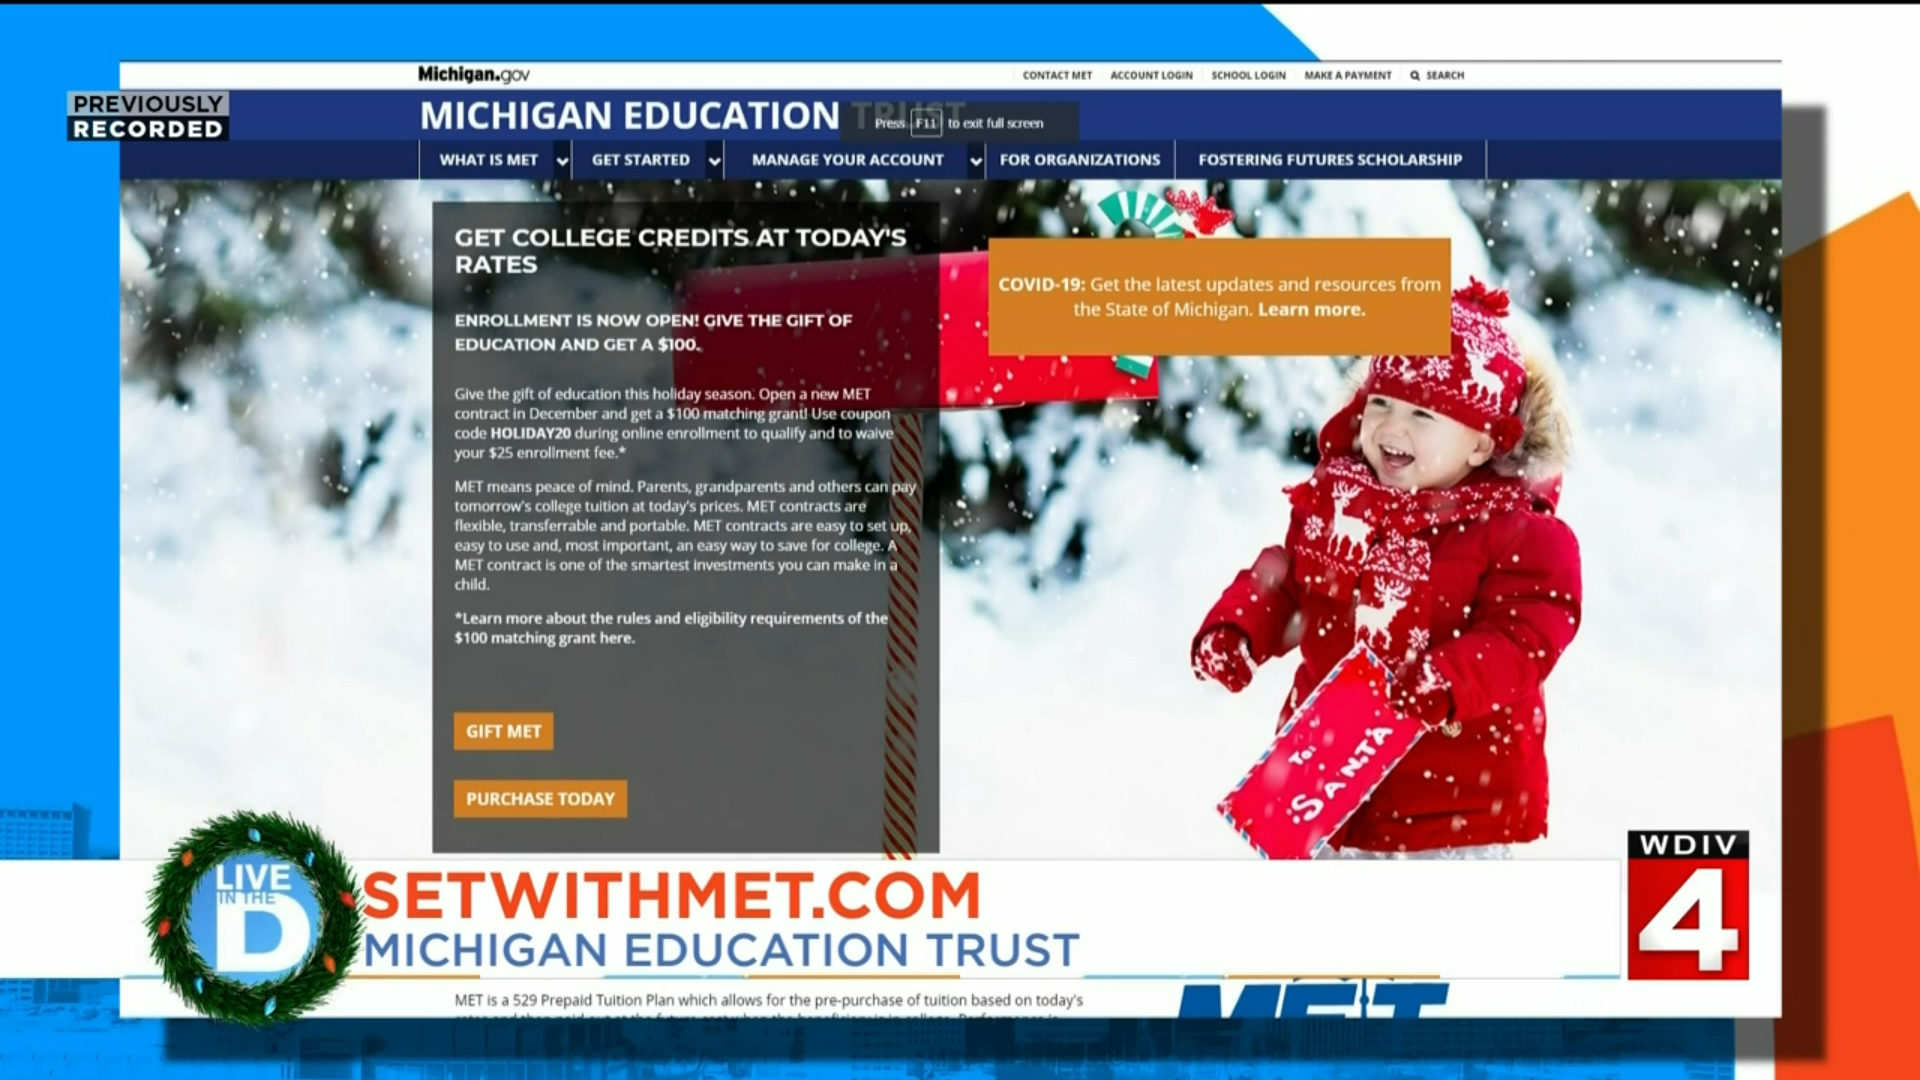 Michigan.gov
CONTACT MET
ACCOUNT LOGIN
SCHOOL LOGIN
MAKE A PAYMENT
SEARCH
PREVIOUSLY
RECORDED
MICHIGAN EDUCATION TRUST
Press F11 to exit full screen
WHAT IS MET
GET STARTED
MANAGE YOUR ACCOUNT
FOR ORGANIZATIONS
FOSTERING FUTURES SCHOLARSHIP
GET COLLEGE CREDITS AT TODAY'S
RATES
ENROLLMENT IS NOW OPEN! GIVE THE GIFT OF
EDUCATION AND GET A $100.
Give the gift of education this holiday season. Open a new MET
contract in December and get a $100 matching grant! Use coupon
code HOLIDAY20 during online enrollment to qualify and to waive
your $25 enrollment fee.*
MET means peace of mind. Parents, grandparents and others can pay
tomorrow's college tuition at today's prices. MET contracts are
flexible, transferrable and portable. MET contracts are easy to set up,
easy to use and, most important, an easy way to save for college. A
MET contract is one of the smartest investments you can make in a
child.
*Learn more about the rules and eligibility requirements of the
$100 matching grant here.
GIFT MET
PURCHASE TODAY
COVID-19: Get the latest updates and resources from
the State of Michigan. Learn more.
To:
SANTA
LIVE
IN THE
D
SETWITHMET.COM
MICHIGAN EDUCATION TRUST
WDIV
4
MET is a 529 Prepaid Tuition Plan which allows for the pre-purchase of tuition based on today's
MET